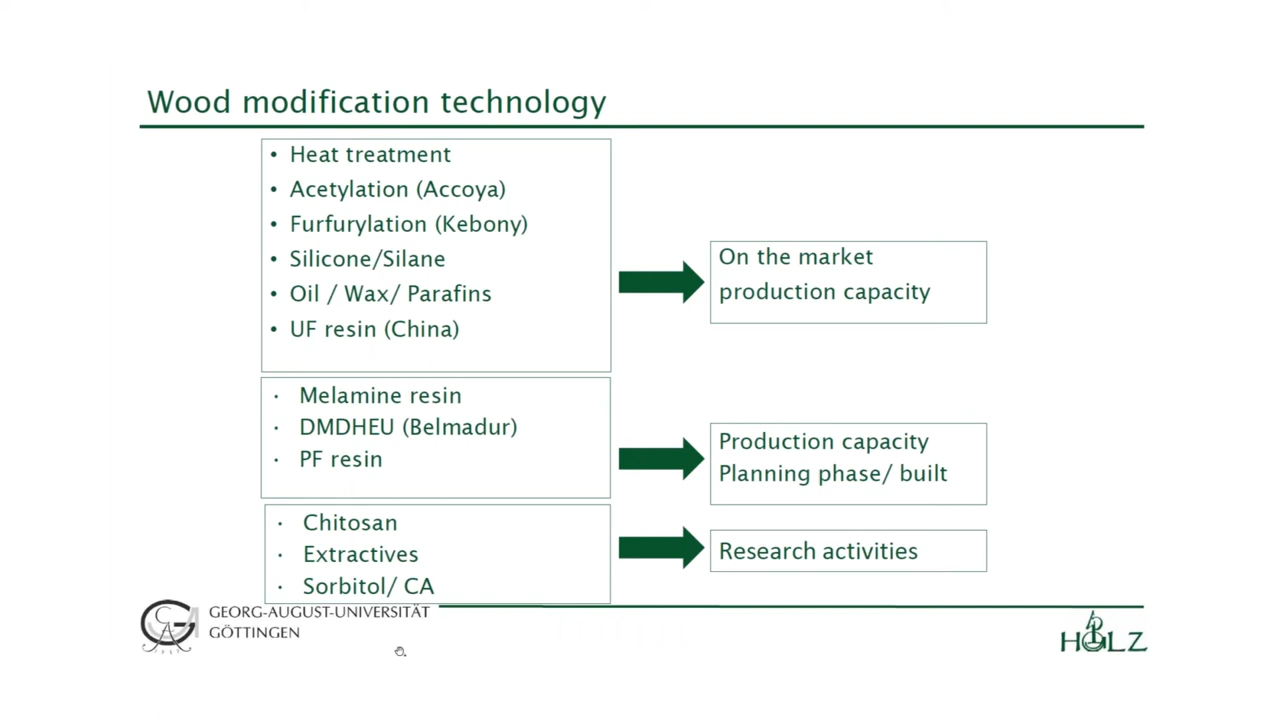 Wood modification technology
• Heat treatment
• Acetylation (Accoya)
• Furfurylation (Kebony)
• Silicone/Silane
• Oil / Wax/ Parafins
• UF resin (China)
On the market
production capacity
· Melamine resin
· DMDHEU (Belmadur)
· PF resin
Production capacity
Planning phase/ built
· Chitosan
· Extractives
· Sorbitol/ CA
Research activities
GEORG-AUGUST-UNIVERSITÄT
GÖTTINGEN
HOLZ